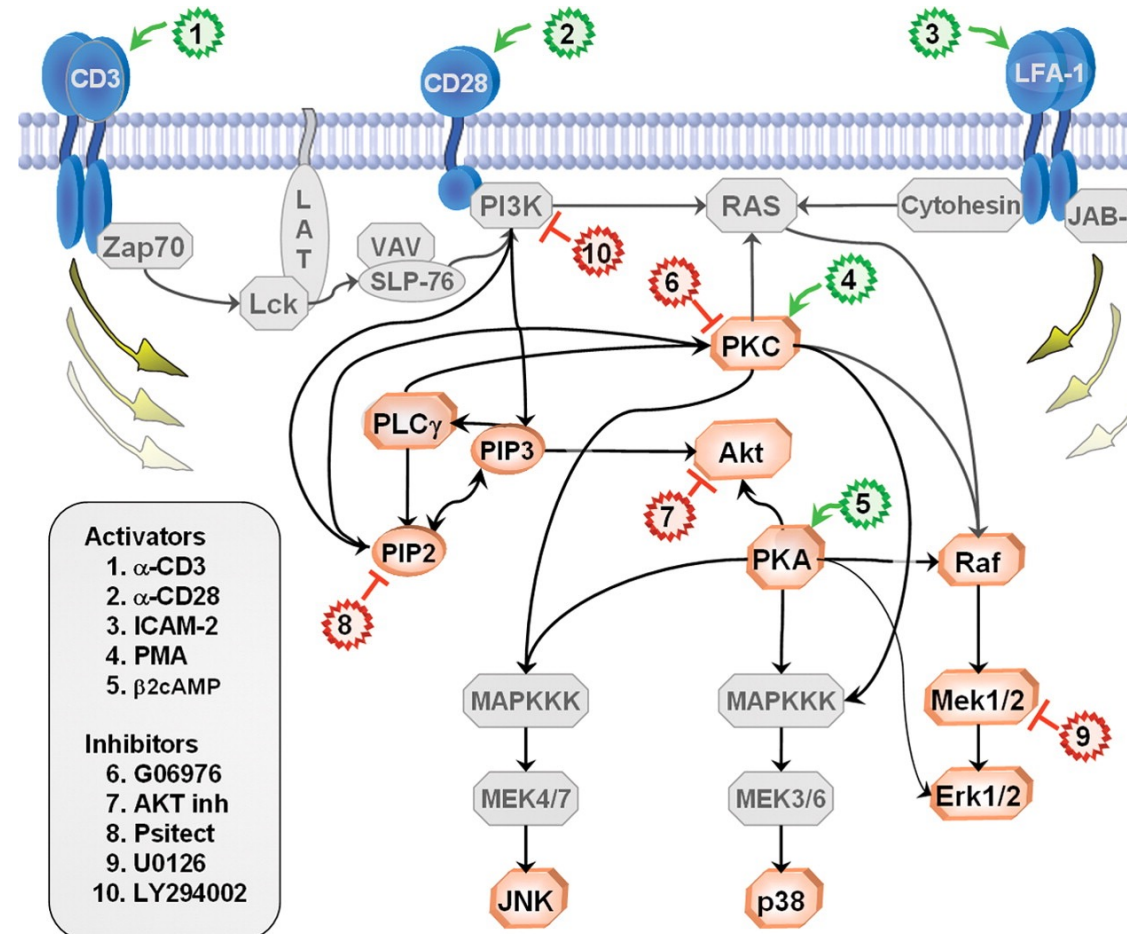 1
2
3
CD3
CD28
LFA-1
L
A
T
PI3K
RAS
Cytohesin
JAB-
Zap70
VAV
SLP-76
10
Lck
6
4
PKC
PLCγ
PIP3
Akt
7
5
PIP2
PKA
Raf
8
MAPKKK
MAPKKK
Mek1/2
9
MEK4/7
MEK3/6
Erk1/2
JNK
p38
Activators
1. α-CD3
2. α-CD28
3. ICAM-2
4. PMA
5. β2cAMP
Inhibitors
6. G06976
7. AKT inh
8. Psitect
9. U0126
10. LY294002